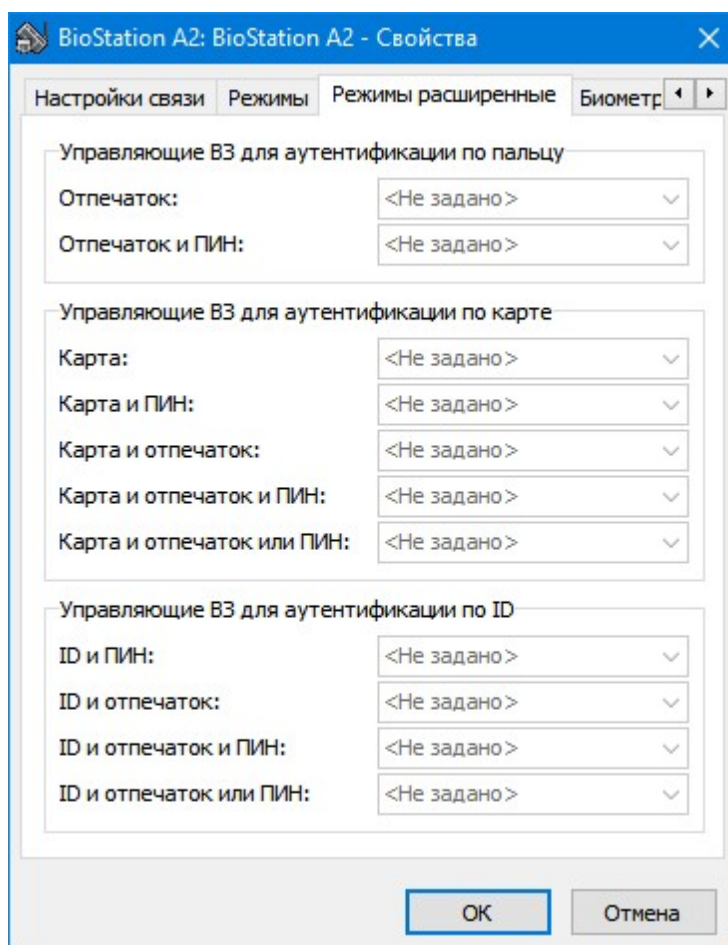 BioStation A2: BioStation A2 - Свойства
Настройки связи Режимы Режимы расширенные Биометр
Управляющие ВЗ для аутентификации по пальцу
Отпечаток: <Не задано>
Отпечаток и ПИН: <Не задано>
Управляющие ВЗ для аутентификации по карте
Карта: <Не задано>
Карта и ПИН: <Не задано>
Карта и отпечаток: <Не задано>
Карта и отпечаток и ПИН: <Не задано>
Карта и отпечаток или ПИН: <Не задано>
Управляющие ВЗ для аутентификации по ID
ID и ПИН: <Не задано>
ID и отпечаток: <Не задано>
ID и отпечаток и ПИН: <Не задано>
ID и отпечаток или ПИН: <Не задано>
ОК Отмена